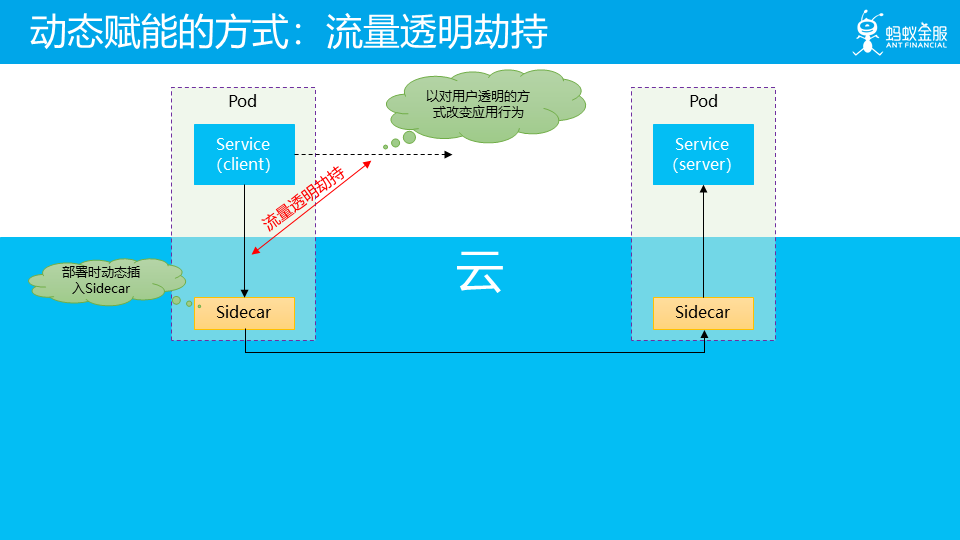 动态赋能的方式：流量透明劫持
蚂蚁金服
ANT FINANCIAL
Pod
以对用户透明的方
式改变应用行为
Pod
Service
（client）
Service
（server）
流量透明劫持
云
部署时动态插
入Sidecar
Sidecar
Sidecar